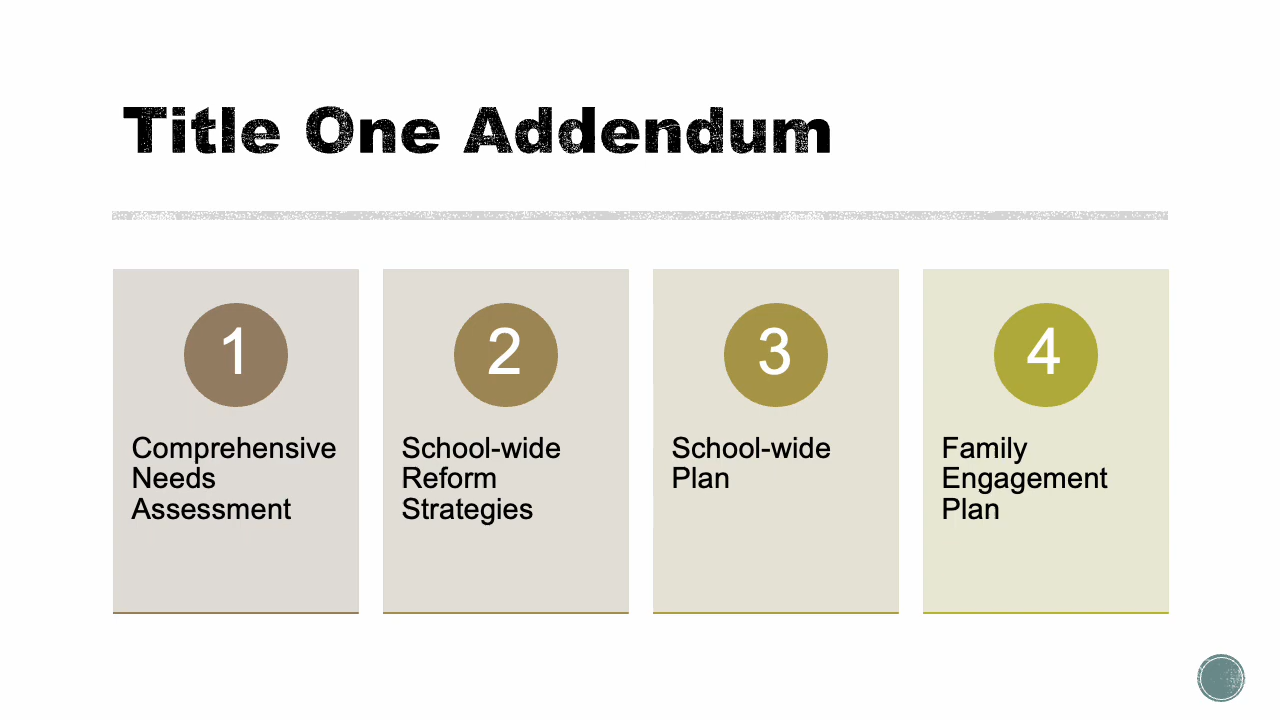 Title One Addendum
1
Comprehensive
Needs
Assessment
2
School-wide
Reform
Strategies
3
School-wide
Plan
4
Family
Engagement
Plan